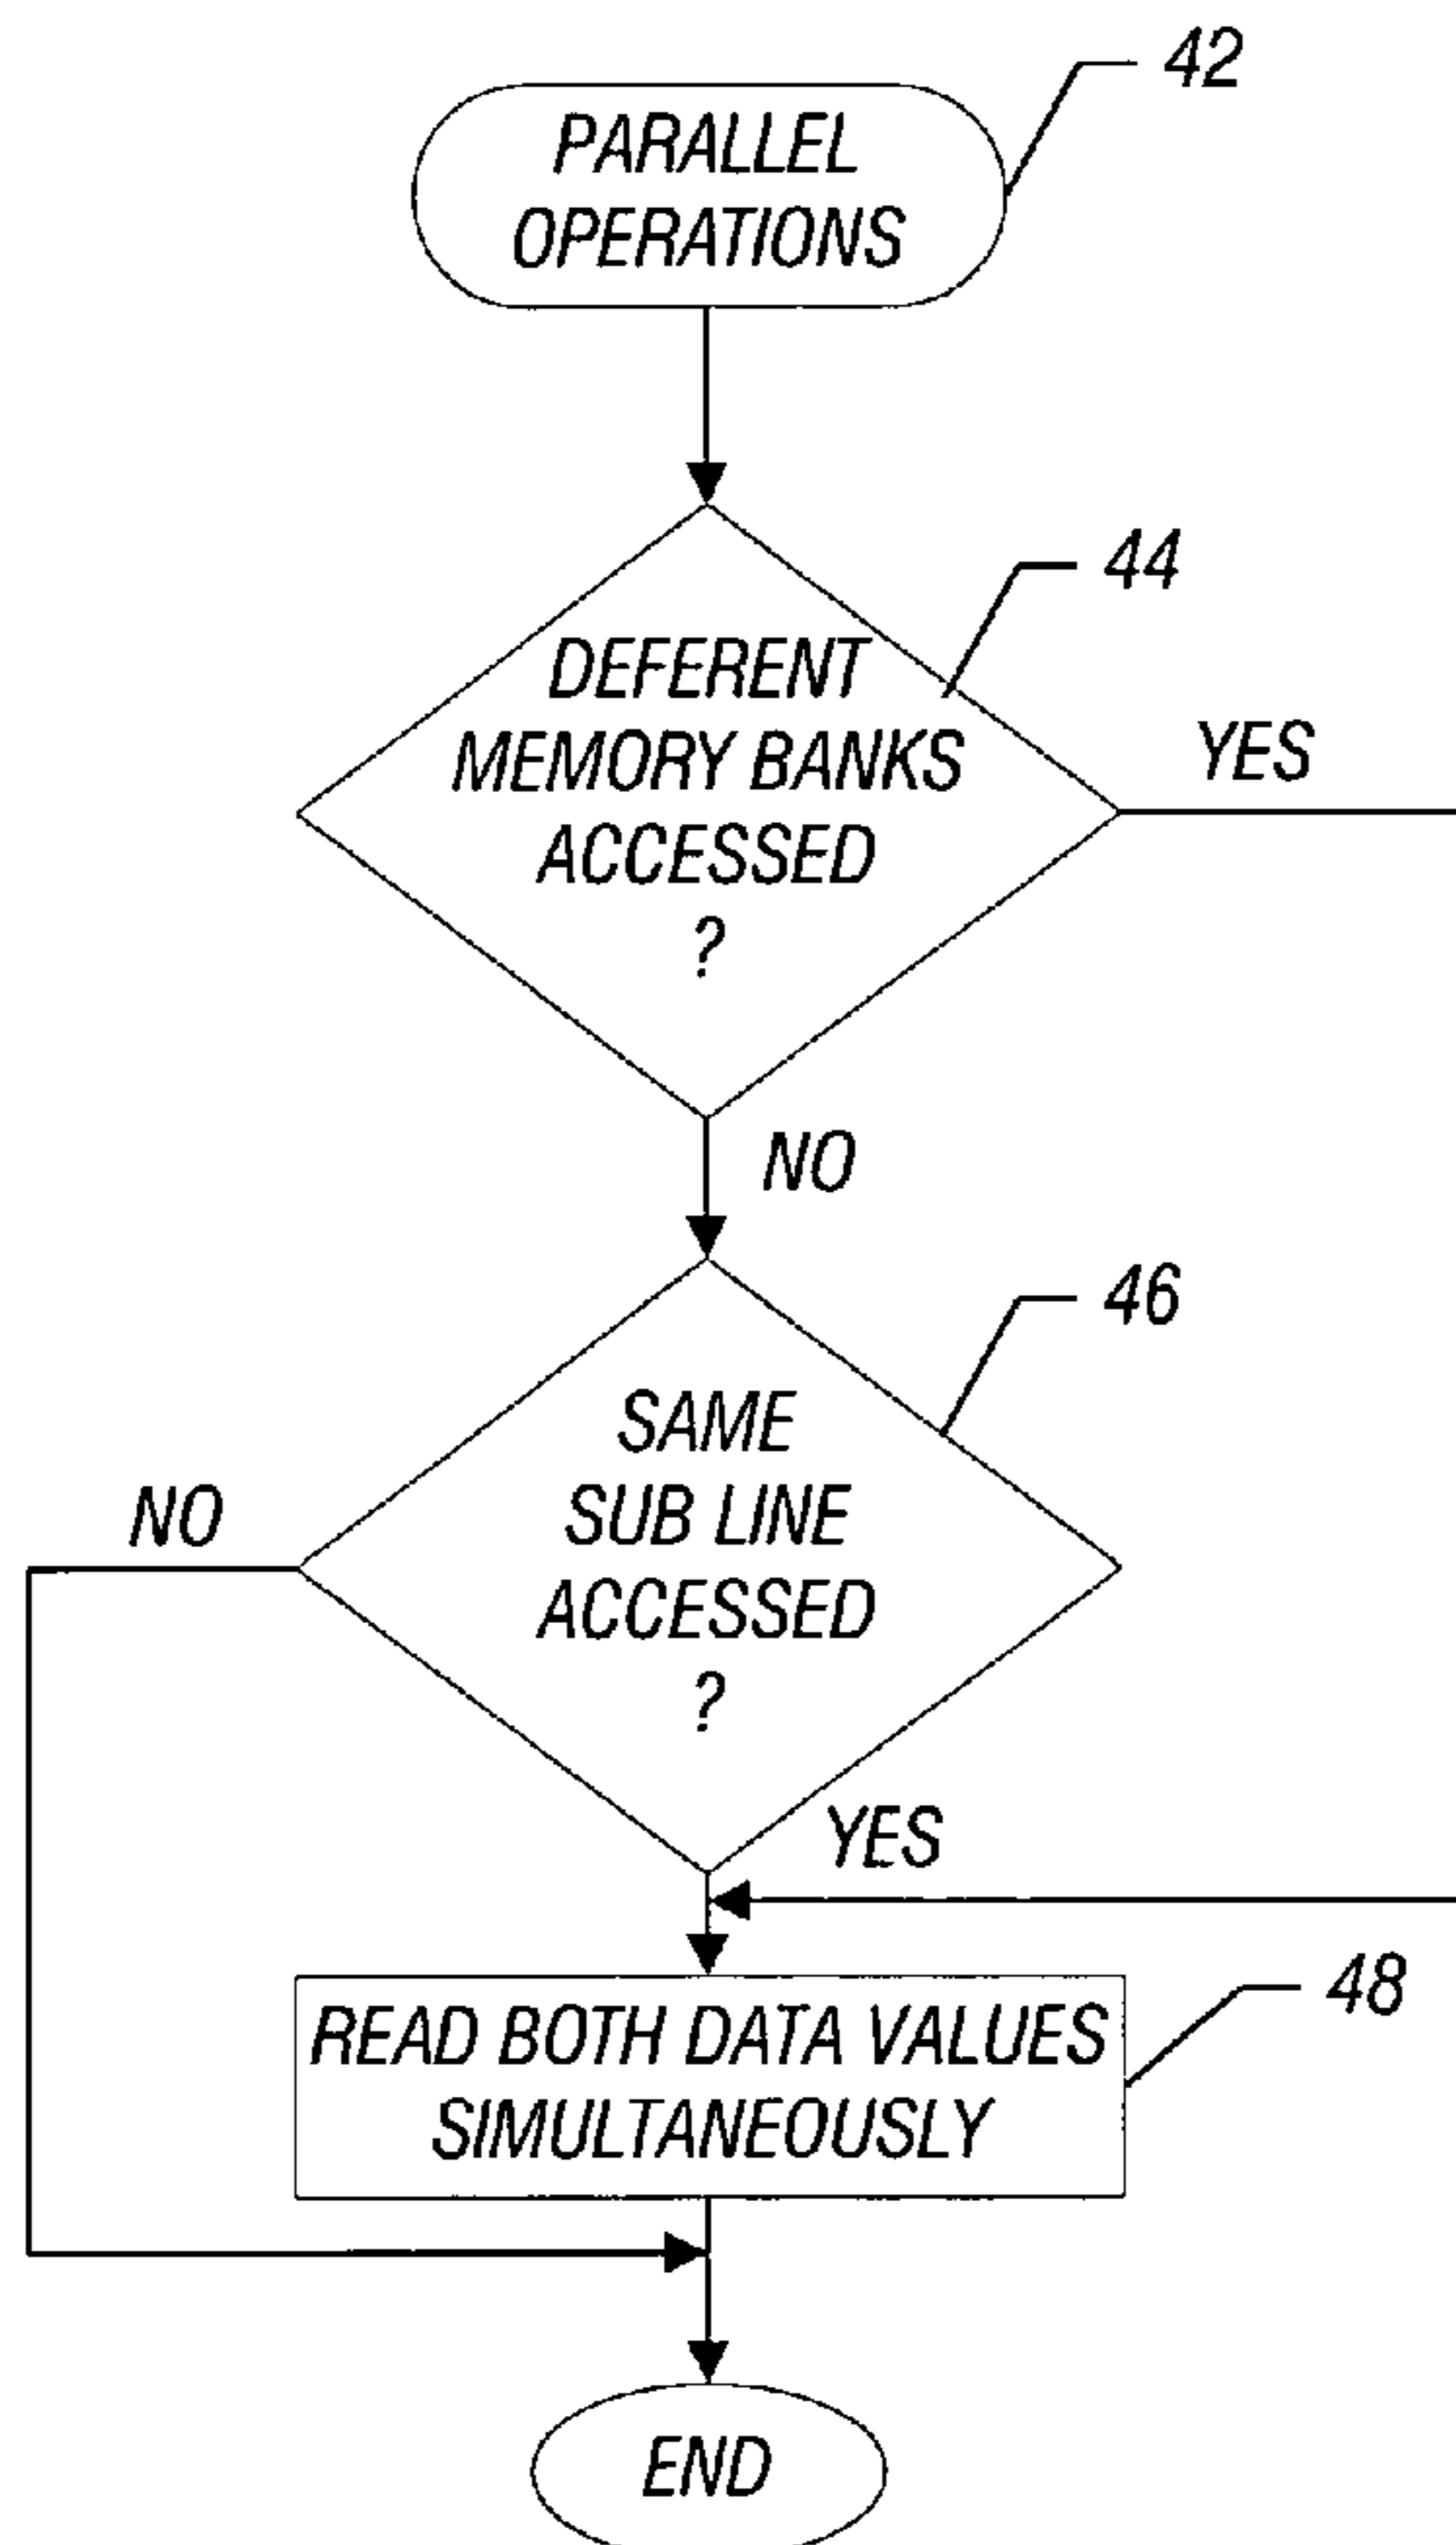 42
PARALLEL
OPERATIONS
44
DEFERENT
MEMORY BANKS
ACCESSED
?
YES
NO
46
SAME
SUB LINE
ACCESSED
?
NO
YES
48
READ BOTH DATA VALUES
SIMULTANEOUSLY
END